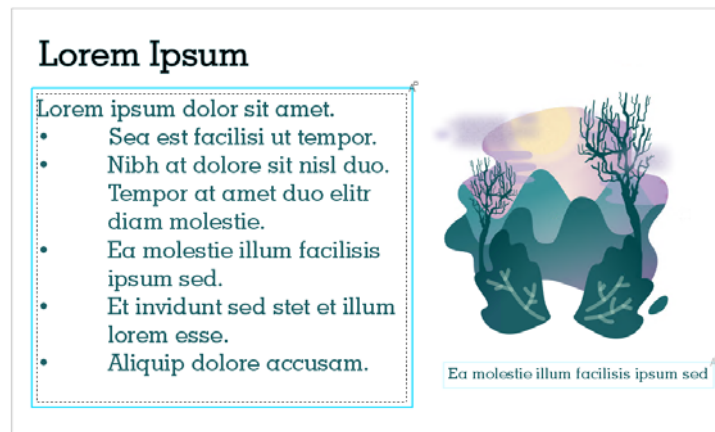 Lorem Ipsum
Lorem ipsum dolor sit amet.
• Sea est facilisi ut tempor.
• Nibh at dolore sit nisl duo.
Tempor at amet duo elitr
diam molestie.
• Ea molestie illum facilisis
ipsum sed.
• Et invidunt sed stet et illum
lorem esse.
• Aliquip dolore accusam.
Ea molestie illum facilisis ipsum sed